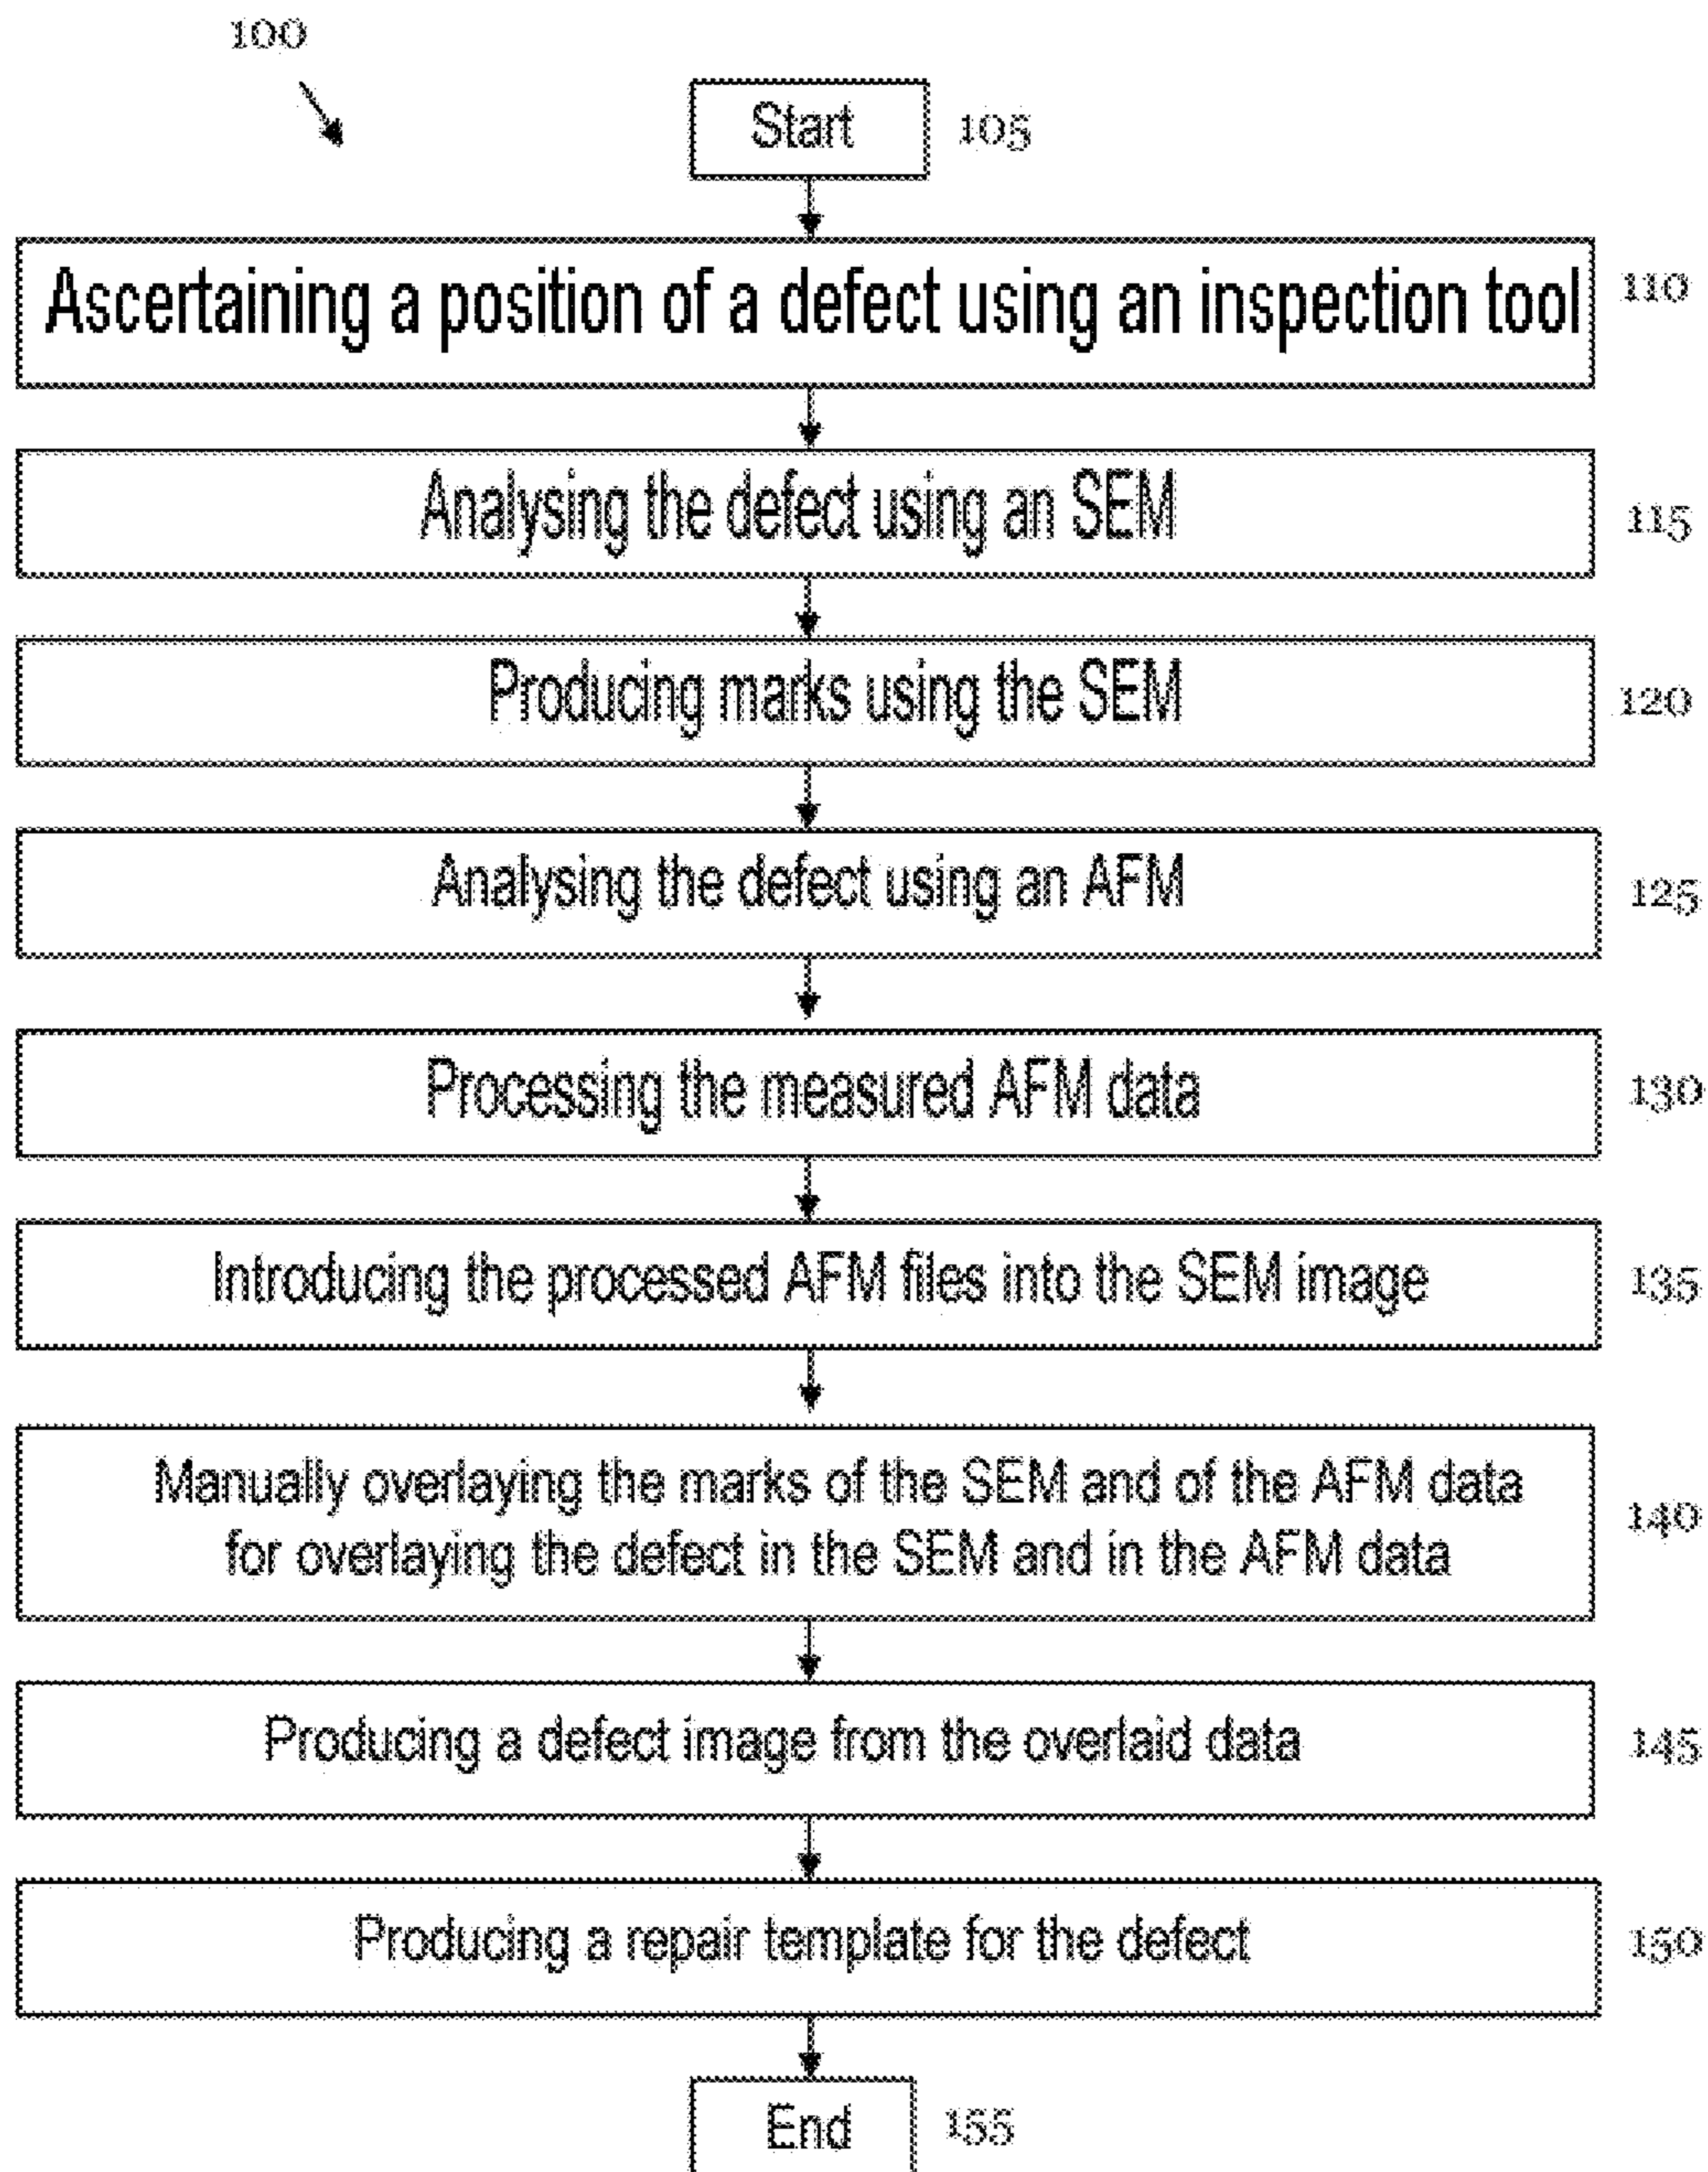 100
Start 105
Ascertaining a position of a defect using an inspection tool 110
Analysing the defect using an SEM 115
Producing marks using the SEM 120
Analysing the defect using an AFM 125
Processing the measured AFM data 130
Introducing the processed AFM files into the SEM image 135
Manually overlaying the marks of the SEM and of the AFM data
for overlaying the defect in the SEM and in the AFM data 140
Producing a defect image from the overlaid data 145
Producing a repair template for the defect 150
End 155